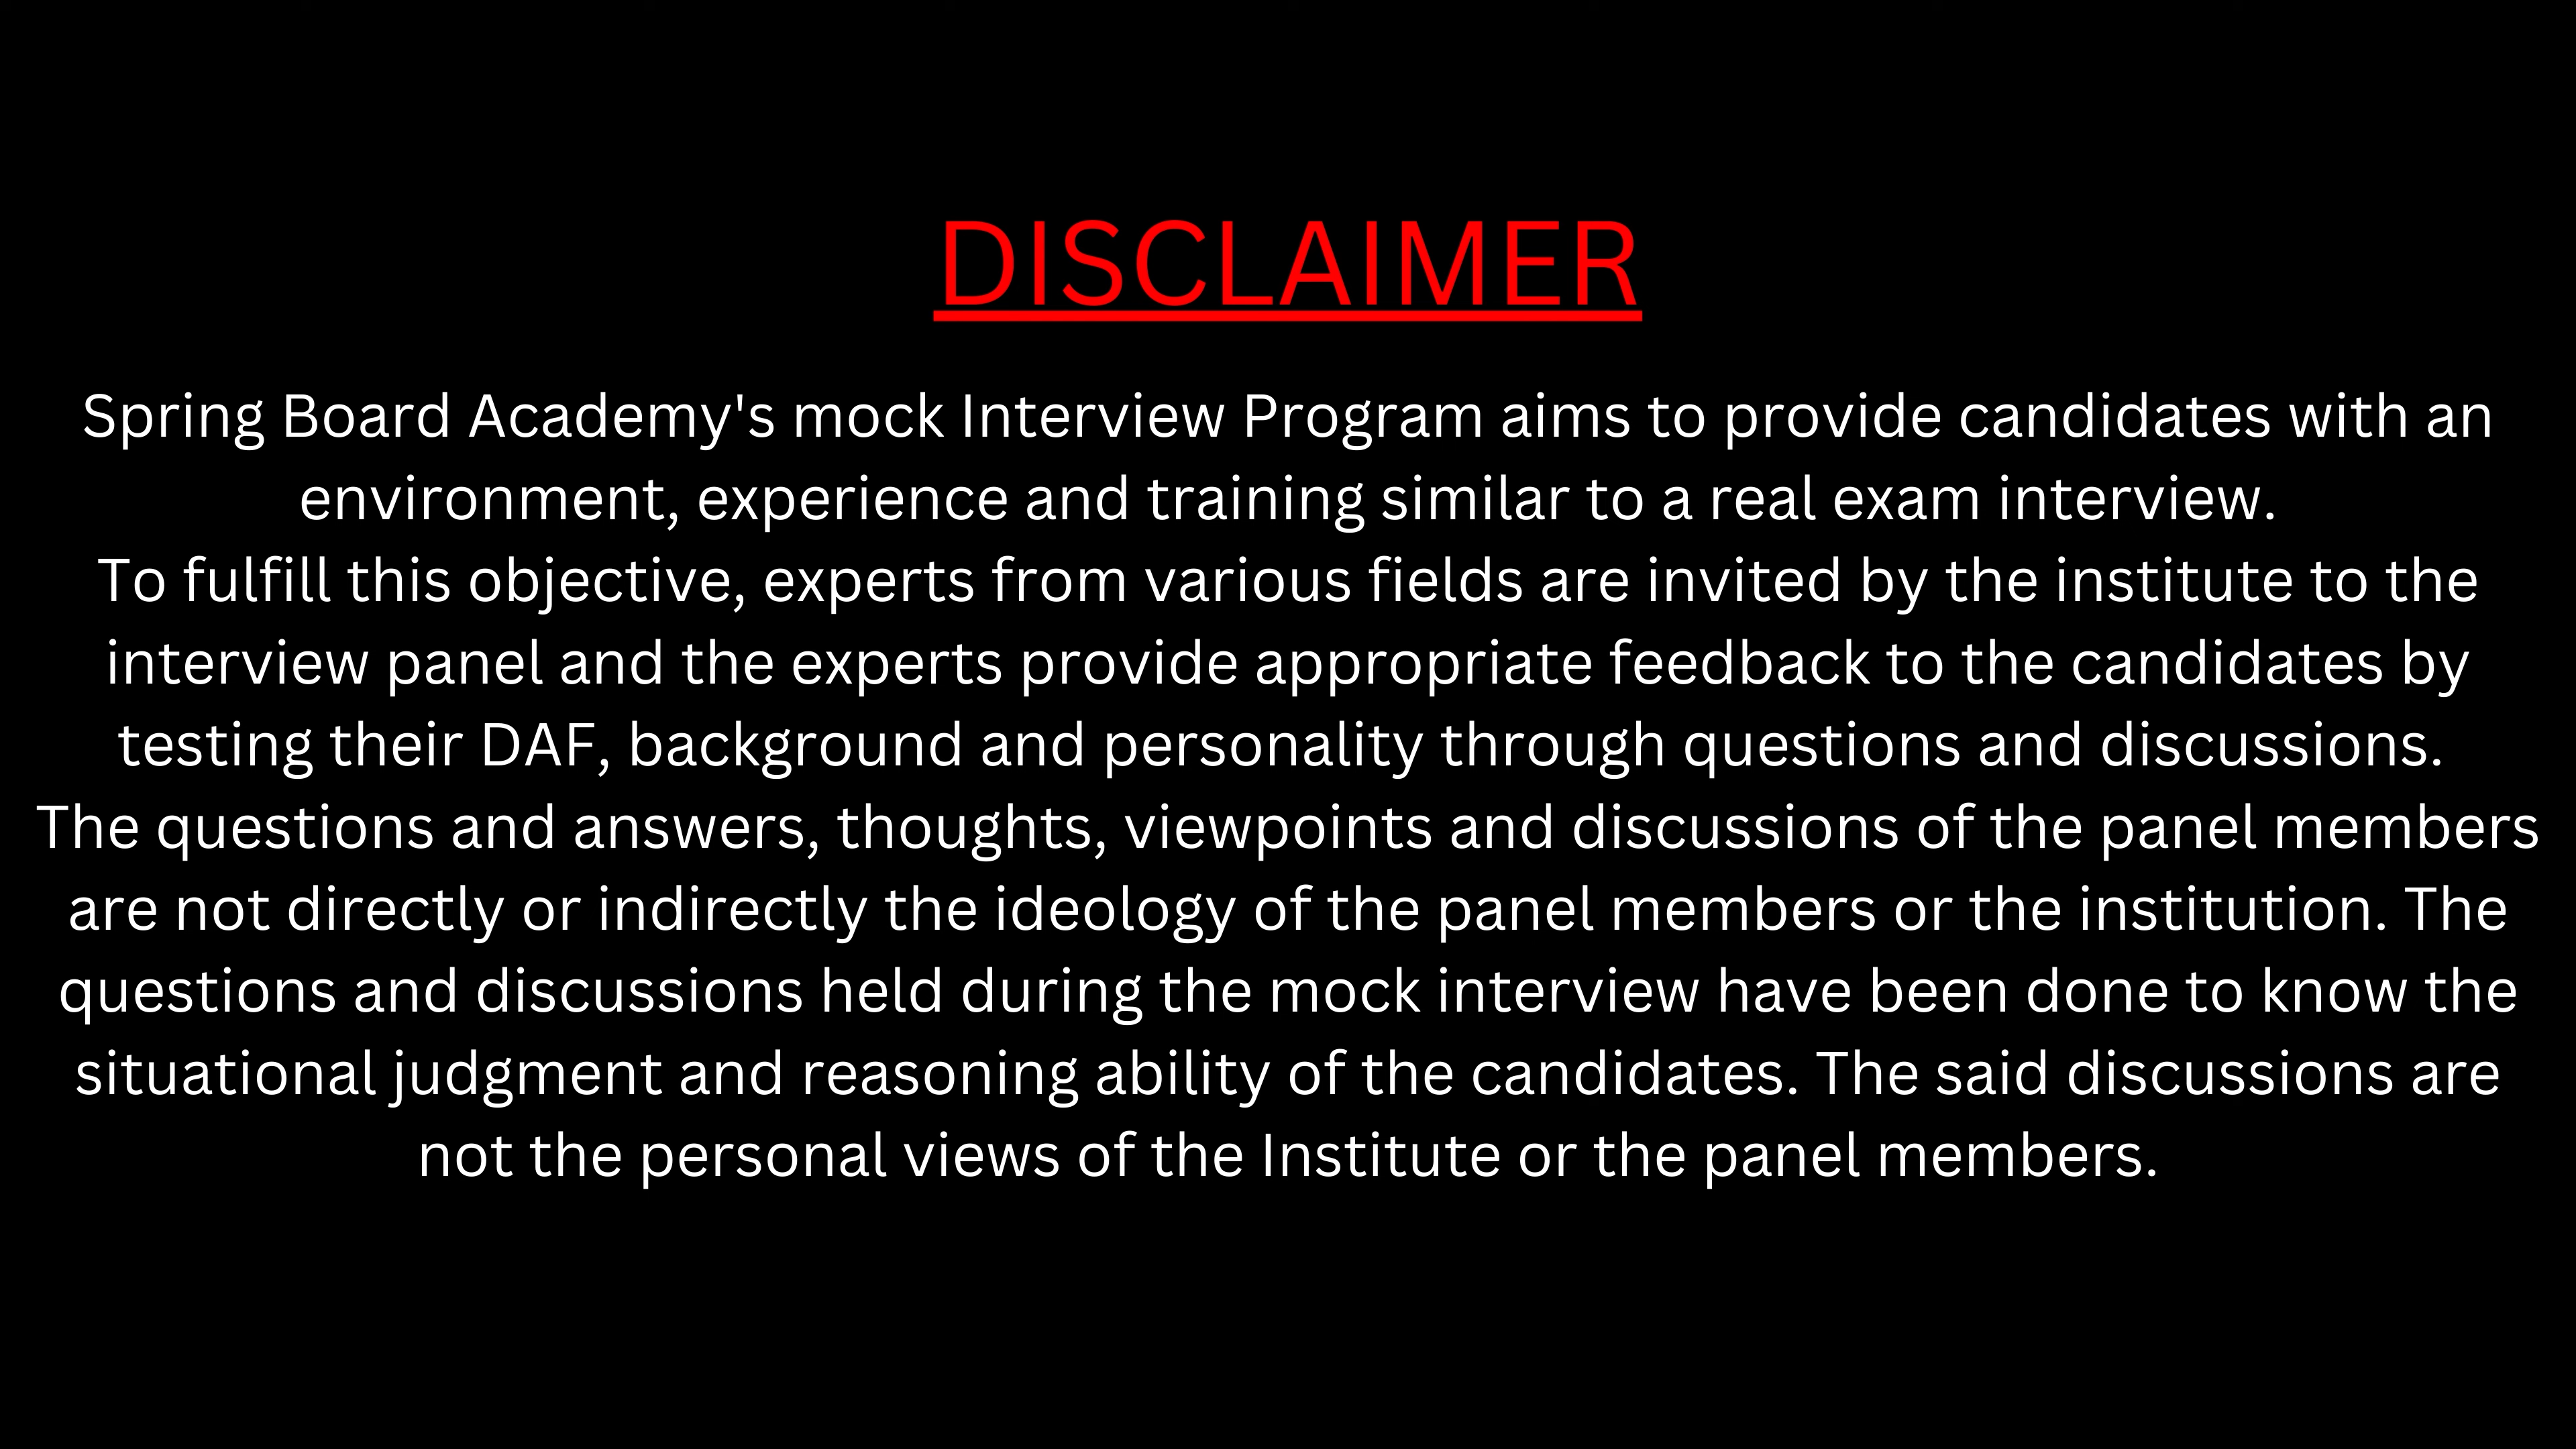 DISCLAIMER
Spring Board Academy's mock Interview Program aims to provide candidates with an
environment, experience and training similar to a real exam interview.
To fulfill this objective, experts from various fields are invited by the institute to the
interview panel and the experts provide appropriate feedback to the candidates by
testing their DAF, background and personality through questions and discussions.
The questions and answers, thoughts, viewpoints and discussions of the panel members
are not directly or indirectly the ideology of the panel members or the institution. The
questions and discussions held during the mock interview have been done to know the
situational judgment and reasoning ability of the candidates. The said discussions are
not the personal views of the Institute or the panel members.